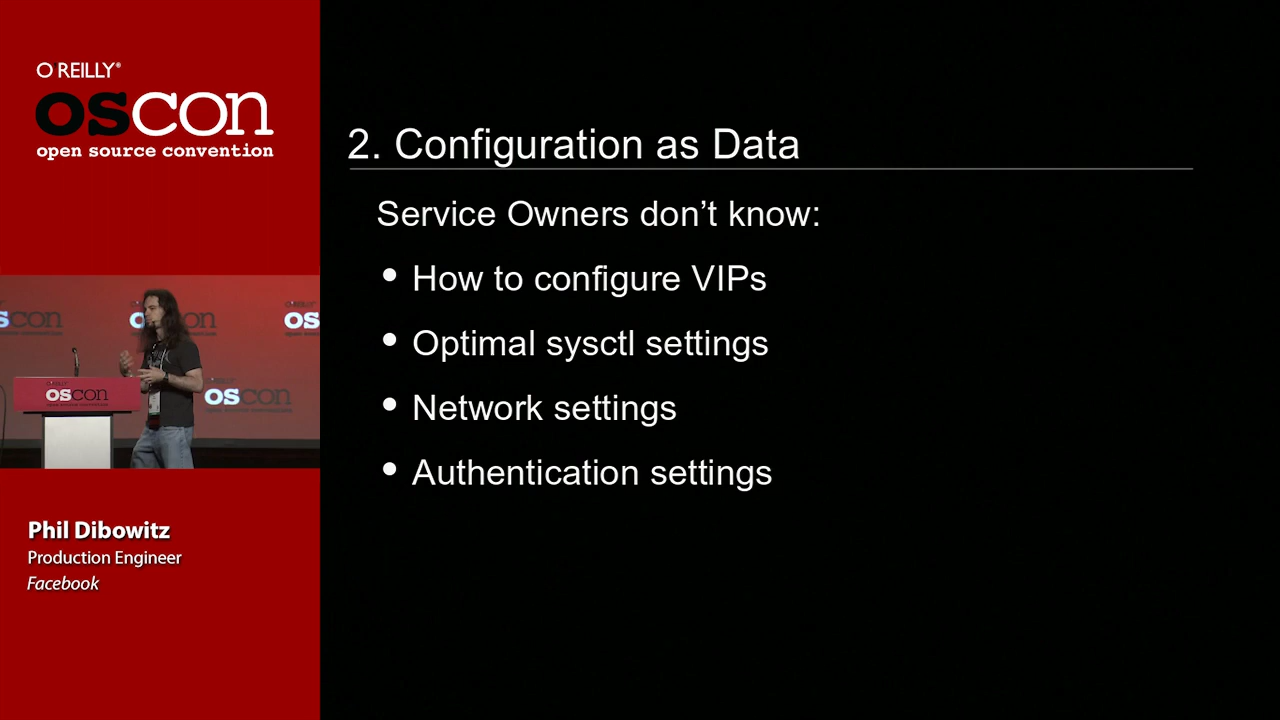 O REILLY®
oscon
open source convention
2. Configuration as Data
Service Owners don’t know:
• How to configure VIPs
• Optimal sysctl settings
• Network settings
• Authentication settings
oscon
Phil Dibowitz
Production Engineer
Facebook